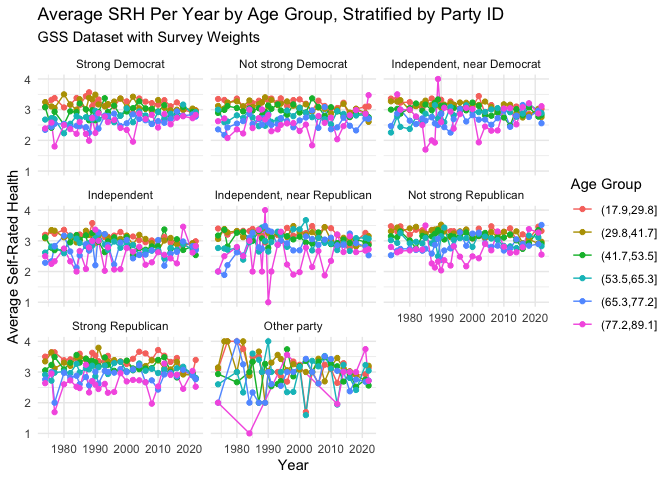 Average SRH Per Year by Age Group, Stratified by Party ID
GSS Dataset with Survey Weights
Strong Democrat
Not strong Democrat
Independent, near Democrat
4
3
2
1
Independent
Independent, near Republican
Not strong Republican
4
3
2
1
1980 1990 2000 2010 2020
Strong Republican
Other party
4
3
2
1
1980 1990 2000 2010 2020
1980 1990 2000 2010 2020
Year
Average Self-Rated Health
Age Group
(17.9,29.8]
(29.8,41.7]
(41.7,53.5]
(53.5,65.3]
(65.3,77.2]
(77.2,89.1]